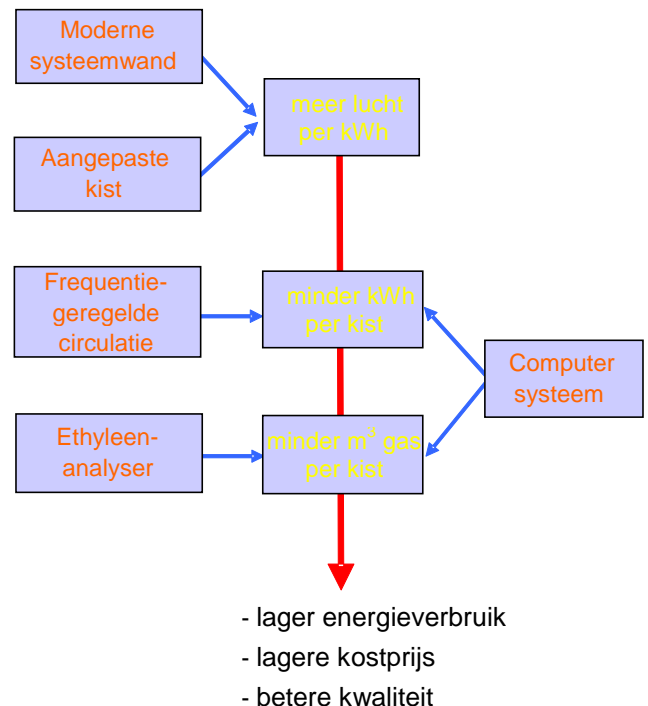 Moderne
systeemwand
meer lucht
per kWh
Aangepaste
kist
Frequentie-
geregelde
circulatie
minder kWh
per kist
Computer
systeem
Ethyleen-
analyser
minder m³ gas
per kist
- lager energieverbruik
- lagere kostprijs
- betere kwaliteit